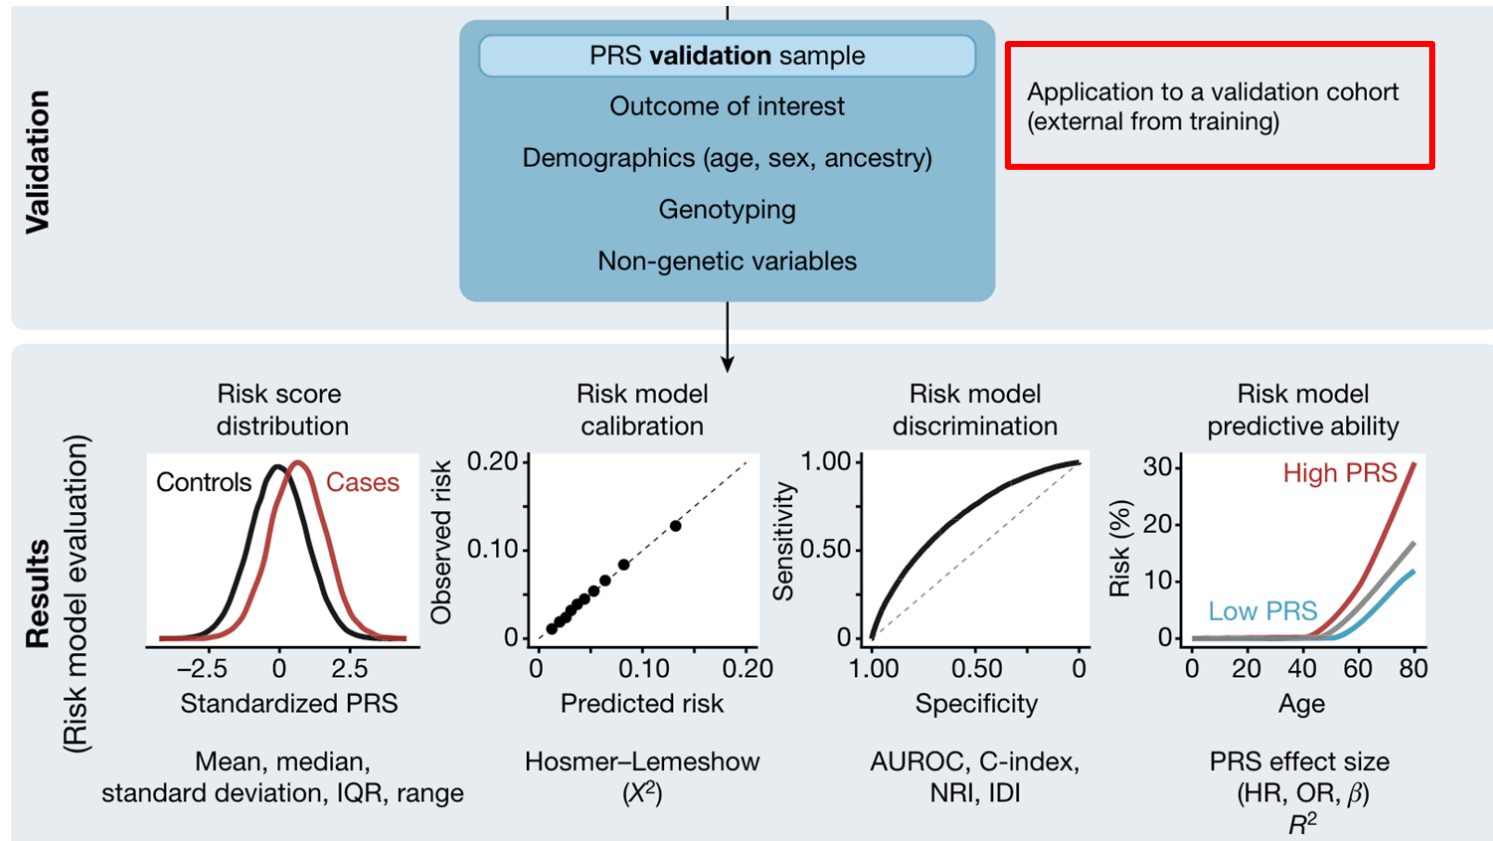 Validation
PRS validation sample
Outcome of interest
Demographics (age, sex, ancestry)
Genotyping
Non-genetic variables
Application to a validation cohort
(external from training)
Results
(Risk model evaluation)
Risk score
distribution
Controls
Cases
−2.5 0 2.5
Standardized PRS
Mean, median,
standard deviation, IQR, range
Risk model
calibration
Observed risk
0.20
0.10
0
0 0.10 0.20
Predicted risk
Hosmer–Lemeshow
(X²)
Risk model
discrimination
Sensitivity
1.00
0.50
0
1.00 0.50 0
Specificity
AUROC, C-index,
NRI, IDI
Risk model
predictive ability
Risk (%)
30
20
10
0
High PRS
Low PRS
0 20 40 60 80
Age
PRS effect size
(HR, OR, β)
R²